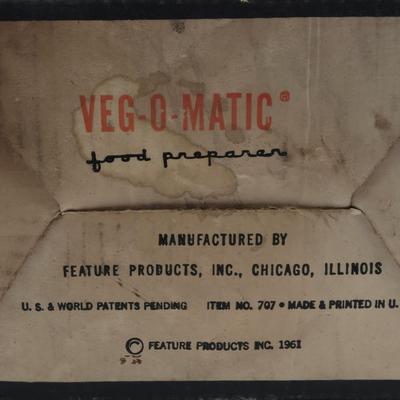 VEG-O-MATIC®
food preparer
MANUFACTURED BY
FEATURE PRODUCTS, INC., CHICAGO, ILLINOIS
U. S. & WORLD PATENTS PENDING ITEM NO. 707 • MADE & PRINTED IN U.
© FEATURE PRODUCTS INC. 1961